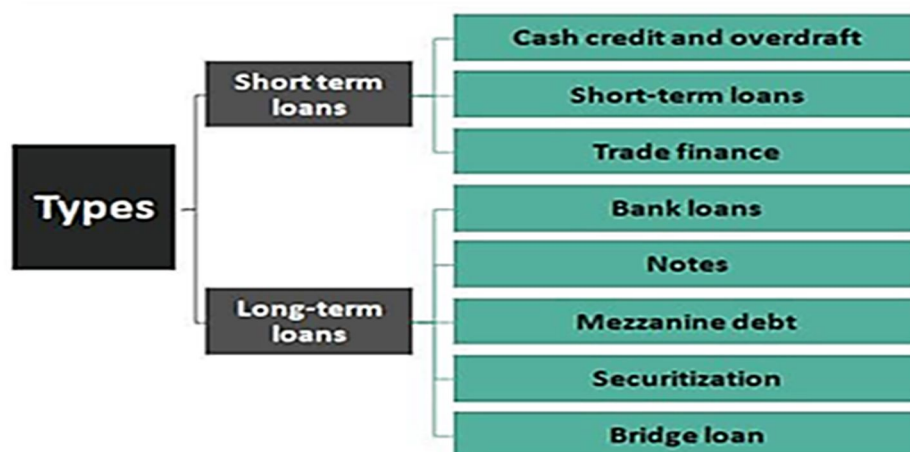 Types
Short term
loans
Cash credit and overdraft
Short-term loans
Trade finance
Long-term
loans
Bank loans
Notes
Mezzanine debt
Securitization
Bridge loan